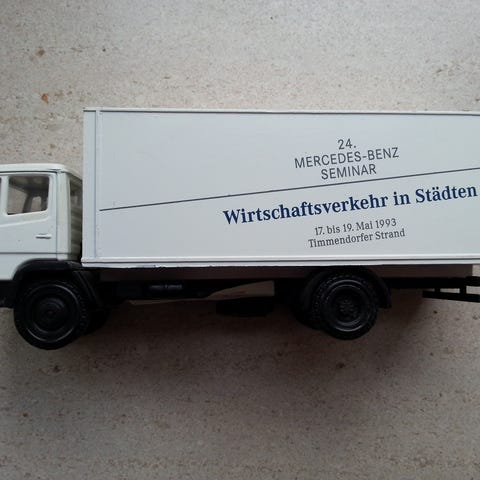 24.
MERCEDES-BENZ
SEMINAR
Wirtschaftsverkehr in Städten
17. bis 19. Mai 1993
Timmendorfer Strand